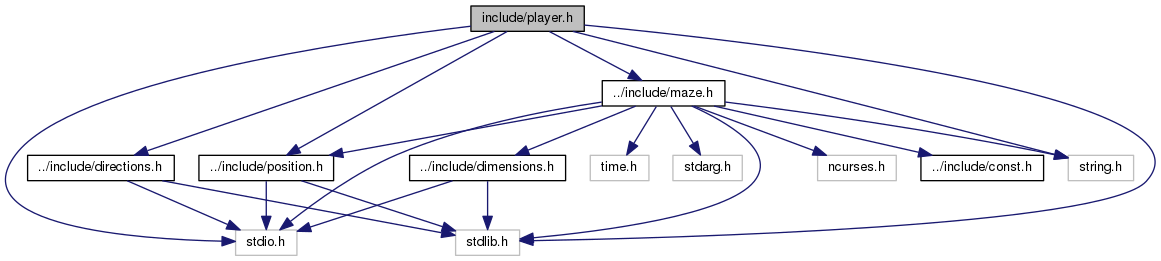 include/player.h
../include/maze.h
../include/directions.h
../include/position.h
../include/dimensions.h
time.h
stdarg.h
ncurses.h
../include/const.h
string.h
stdio.h
stdlib.h